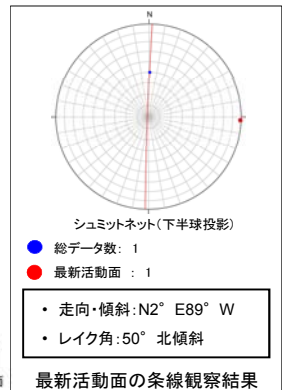 N
シュミットネット(下半球投影)
● 総データ数: 1
● 最新活動面 : 1
• 走向・傾斜:N2° E89° W
• レイク角:50° 北傾斜
最新活動面の条線観察結果